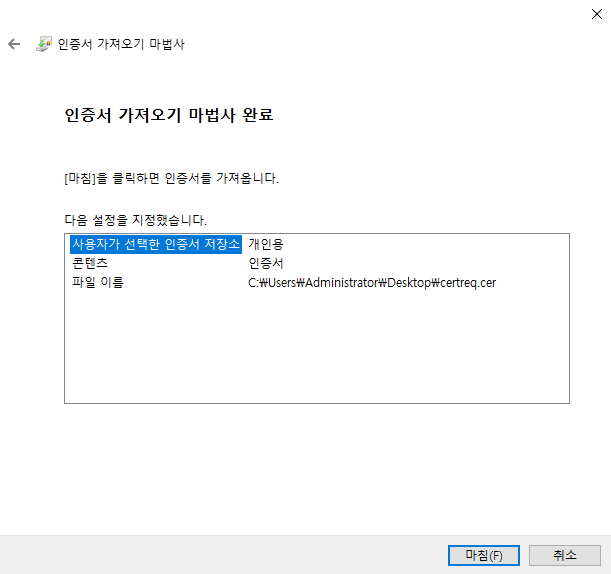 인증서 가져오기 마법사
인증서 가져오기 마법사 완료
[마침]을 클릭하면 인증서를 가져옵니다.
다음 설정을 지정했습니다.
사용자가 선택한 인증서 저장소 개인용
콘텐츠 인증서
파일 이름 C:₩Users₩Administrator₩Desktop₩certreq.cer
마침(F) 취소